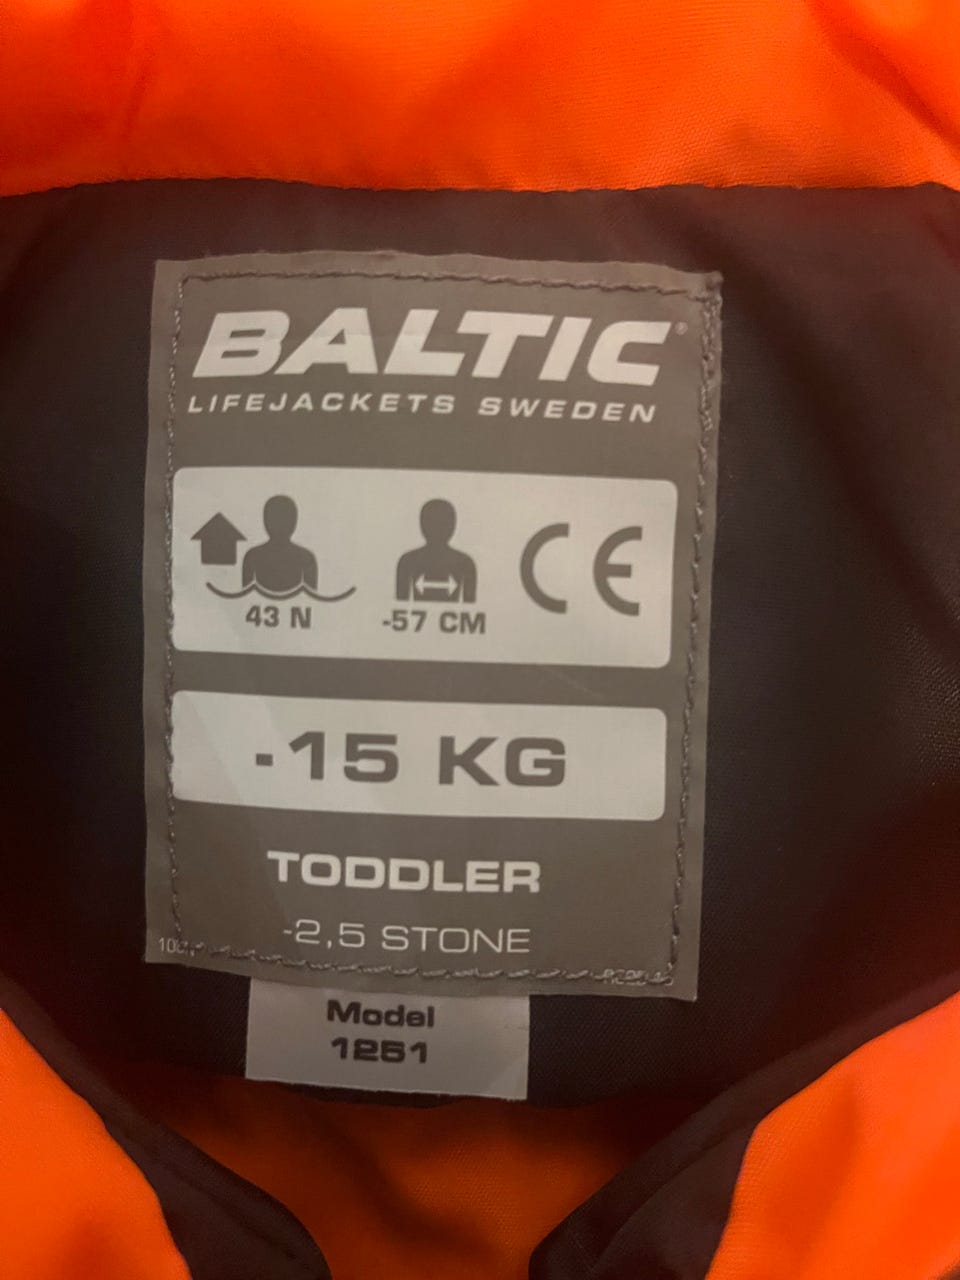 BALTIC®
LIFEJACKETS SWEDEN
43 N
-57 CM
CE
-15 KG
TODDLER
-2,5 STONE
Model
1251